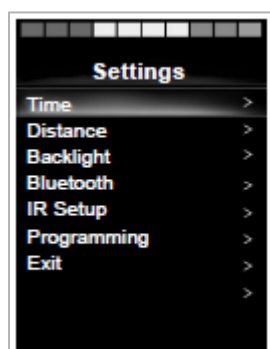 Settings
Time >
Distance >
Backlight >
Bluetooth >
IR Setup >
Programming >
Exit >
>